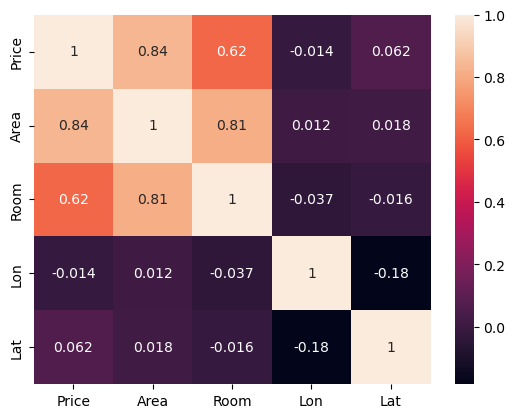 Price 1 0.84 0.62 -0.014 0.062
Area 0.84 1 0.81 0.012 0.018
Room 0.62 0.81 1 -0.037 -0.016
Lon -0.014 0.012 -0.037 1 -0.18
Lat 0.062 0.018 -0.016 -0.18 1
Price Area Room Lon Lat
1.0
0.8
0.6
0.4
0.2
0.0